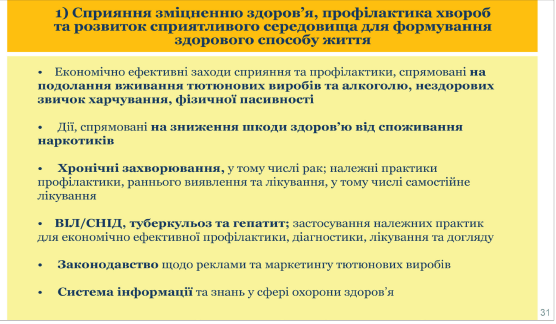 1) Сприяння зміцненню здоров’я, профілактика хвороб
та розвиток сприятливого середовища для формування
здорового способу життя
• Економічно ефективні заходи сприяння та профілактики, спрямовані на
подолання вживання тютюнових виробів та алкоголю, нездорових
звичок харчування, фізичної пасивності
• Дії, спрямовані на зниження шкоди здоров’ю від споживання
наркотиків
• Хронічні захворювання, у тому числі рак; належні практики
профілактики, раннього виявлення та лікування, у тому числі самостійне
лікування
• ВІЛ/СНІД, туберкульоз та гепатит; застосування належних практик
для економічно ефективної профілактики, діагностики, лікування та догляду
• Законодавство щодо реклами та маркетингу тютюнових виробів
• Система інформації та знань у сфері охорони здоров’я
31